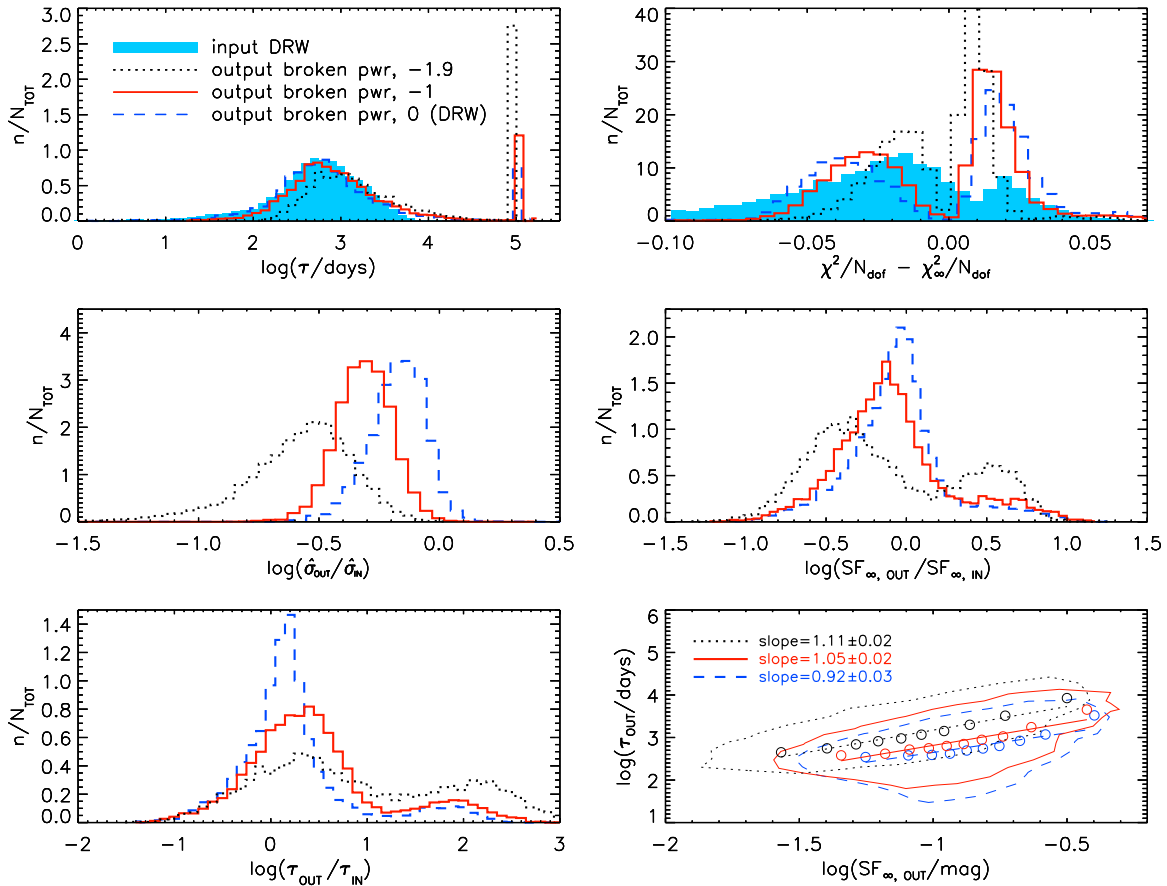 3.0
2.5
2.0
1.5
1.0
0.5
0.0
n/N_TOT
input DRW
output broken pwr, −1.9
output broken pwr, −1
output broken pwr, 0 (DRW)
0 1 2 3 4 5
log(τ/days)
40
30
20
10
0
n/N_TOT
−0.10 −0.05 0.00 0.05
χ²/N_dof − χ²_∞/N_dof
4
3
2
1
0
n/N_TOT
−1.5 −1.0 −0.5 0.0 0.5
log(σ̂_OUT/σ̂_IN)
2.0
1.5
1.0
0.5
0.0
n/N_TOT
−1.5 −1.0 −0.5 0.0 0.5 1.0 1.5
log(SF_∞, OUT/SF_∞, IN)
1.4
1.2
1.0
0.8
0.6
0.4
0.2
0.0
n/N_TOT
−2 −1 0 1 2 3
log(τ_OUT/τ_IN)
6
5
4
3
2
1
log(τ_OUT/days)
slope=1.11±0.02
slope=1.05±0.02
slope=0.92±0.03
−2.0 −1.5 −1 −0.5
log(SF_∞, OUT/mag)